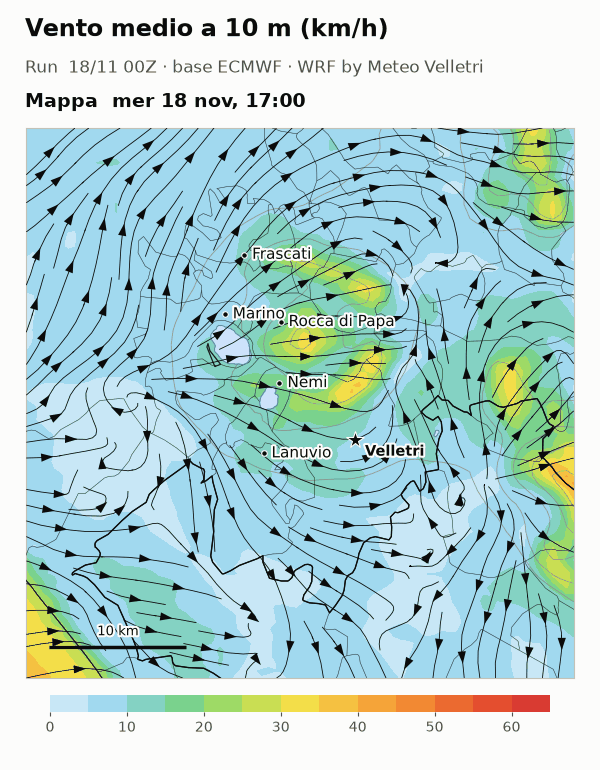 Vento medio a 10 m (km/h)
Run  18/11 00Z · base ECMWF · WRF by Meteo Velletri
Mappa  mer 18 nov, 17:00
Frascati
Marino
Rocca di Papa
Nemi
Velletri
Lanuvio
10 km
0 10 20 30 40 50 60